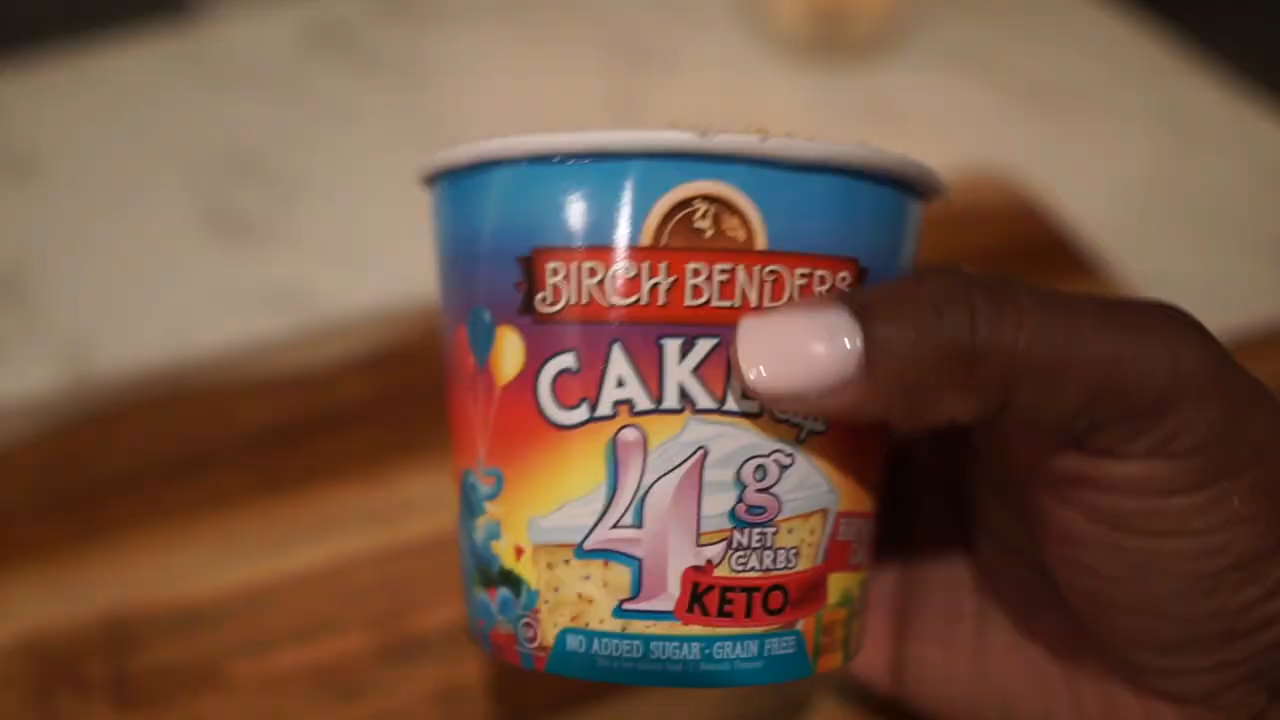 BIRCH BENDERS
CAKE
4g
NET
CARBS
KETO
NO ADDED SUGAR · GRAIN FREE